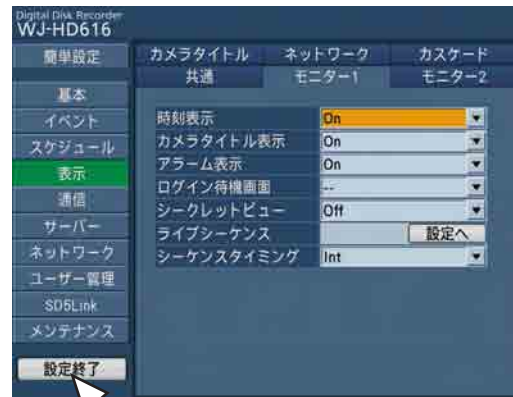 Digital Disk Recorder
WJ-HD616
簡単設定
基本
イベント
スケジュール
表示
通信
サーバー
ネットワーク
ユーザー管理
SD5Link
メンテナンス
設定終了
カメラタイトル ネットワーク カスケード
共通 モニター1 モニター2
時刻表示 On
カメラタイトル表示 On
アラーム表示 On
ログイン待機画面 --
シークレットビュー Off
ライブシーケンス 設定へ
シーケンスタイミング Int